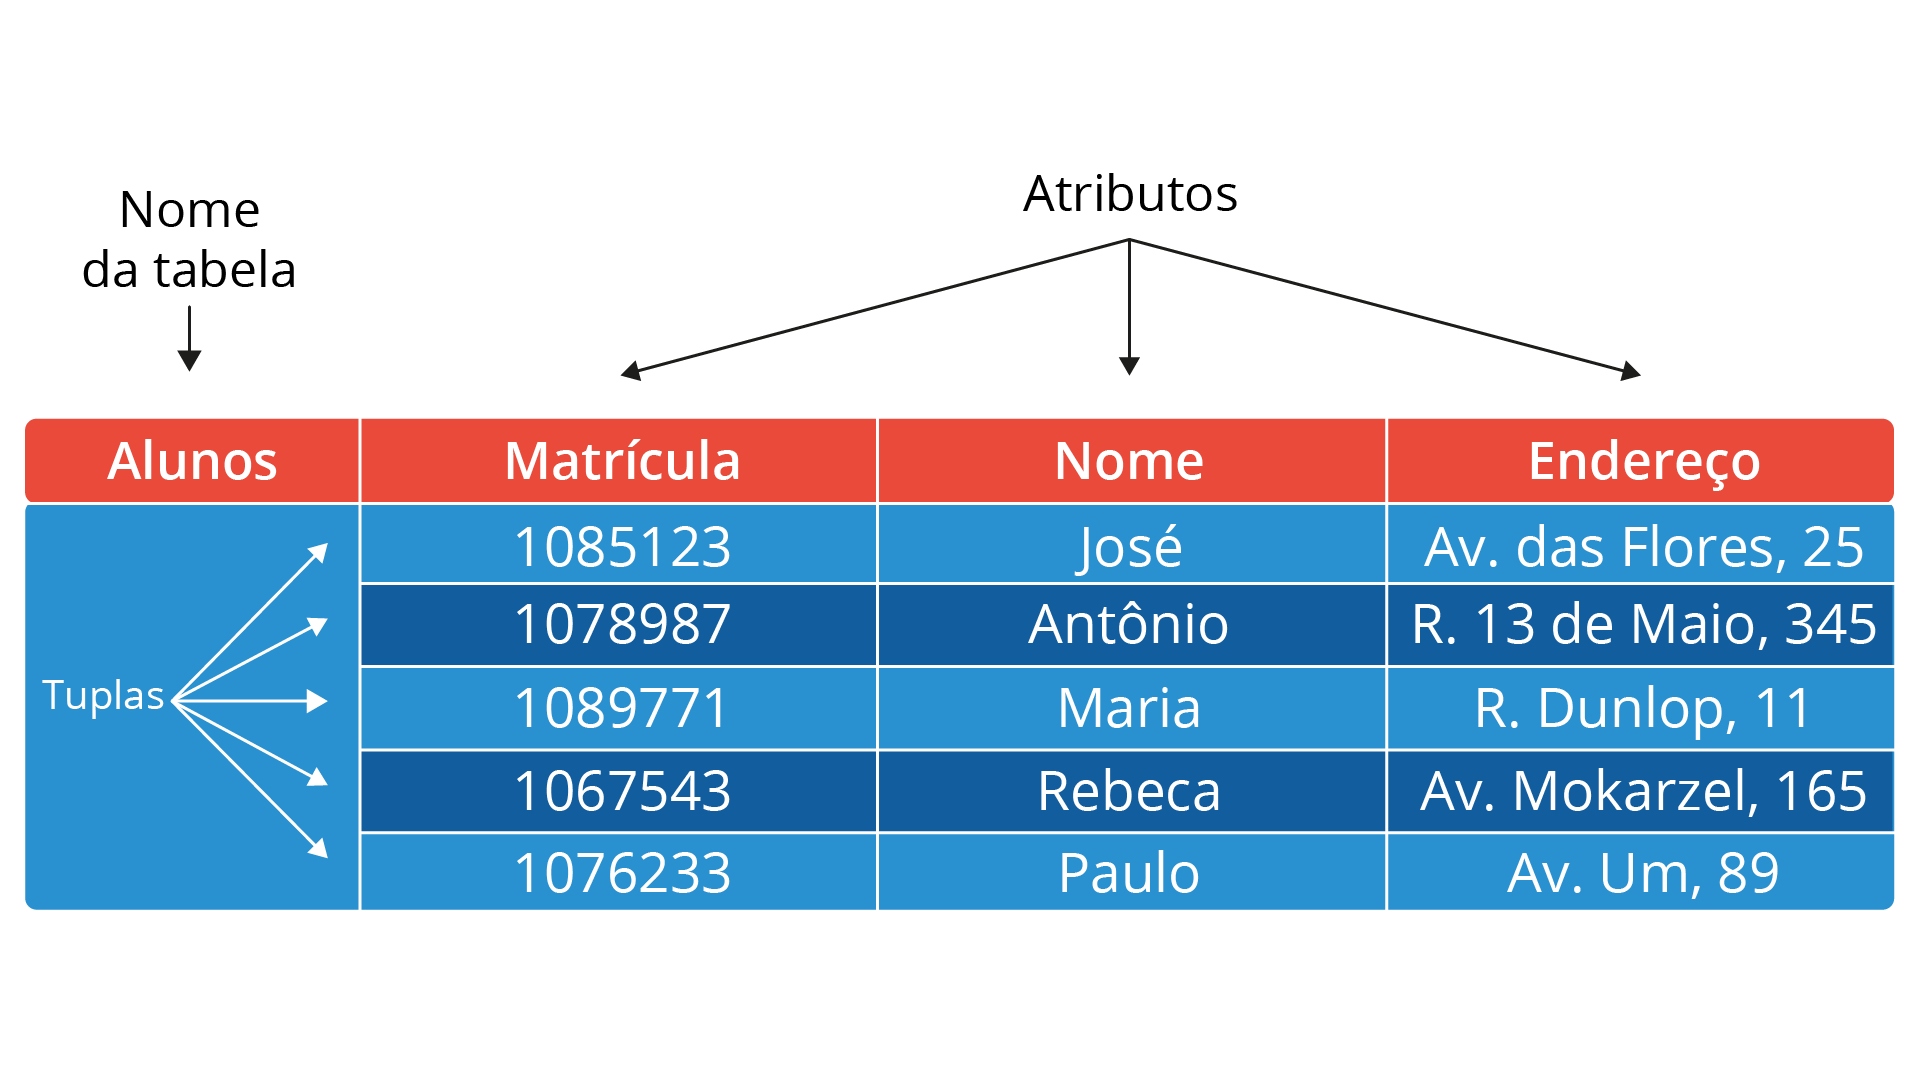 Nome
da tabela
Atributos
Alunos Matrícula Nome Endereço
Tuplas
1085123 José Av. das Flores, 25
1078987 Antônio R. 13 de Maio, 345
1089771 Maria R. Dunlop, 11
1067543 Rebeca Av. Mokarzel, 165
1076233 Paulo Av. Um, 89